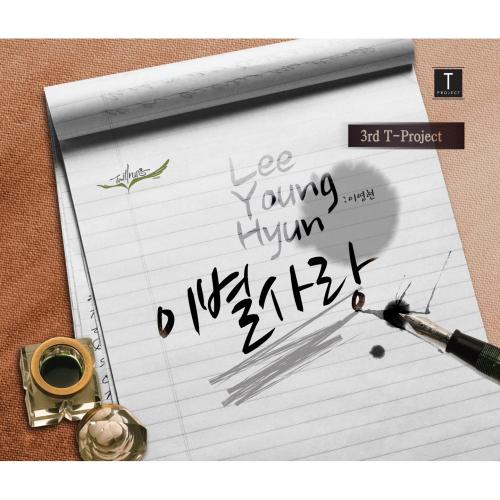 T
PROJECT
3rd T-Project
Lee
Young
Hyun
:이영현
이별사랑